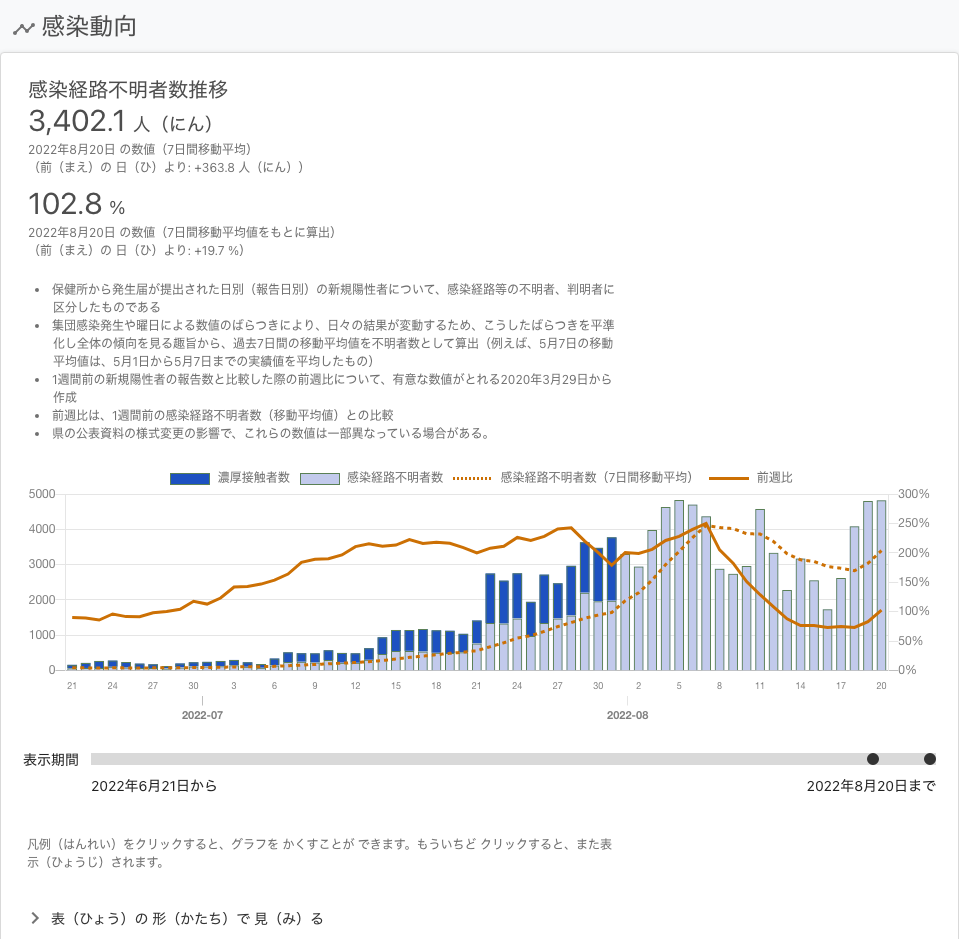 感染動向
感染経路不明者数推移
3,402.1 人（にん）
2022年8月20日 の数値（7日間移動平均）
（前（まえ）の 日（ひ）より: +363.8 人（にん））
102.8 %
2022年8月20日 の数値（7日間移動平均値をもとに算出）
（前（まえ）の 日（ひ）より: +19.7 %）
• 保健所から発生届が提出された日別（報告日別）の新規陽性者について、感染経路等の不明者、判明者に
区分したものである
• 集団感染発生や曜日による数値のばらつきにより、日々の結果が変動するため、こうしたばらつきを平準
化し全体の傾向を見る趣旨から、過去7日間の移動平均値を不明者数として算出（例えば、5月7日の移動
平均値は、5月1日から5月7日までの実績値を平均したもの）
• 1週間前の新規陽性者の報告数と比較した際の前週比について、有意な数値がとれる2020年3月29日から
作成
• 前週比は、1週間前の感染経路不明者数（移動平均値）との比較
• 県の公表資料の様式変更の影響で、これらの数値は一部異なっている場合がある。
濃厚接触者数 感染経路不明者数 感染経路不明者数（7日間移動平均） 前週比
5000 300%
250%
4000
200%
3000
150%
2000
100%
1000
50%
0 0%
21 24 27 30 3 6 9 12 15 18 21 24 27 30 2 5 8 11 14 17 20
2022-07 2022-08
表示期間
2022年6月21日から 2022年8月20日まで
凡例（はんれい）をクリックすると、グラフを かくすことが できます。もういちど クリックすると、また表
示（ひょうじ）されます。
表（ひょう）の 形（かたち）で 見（み）る